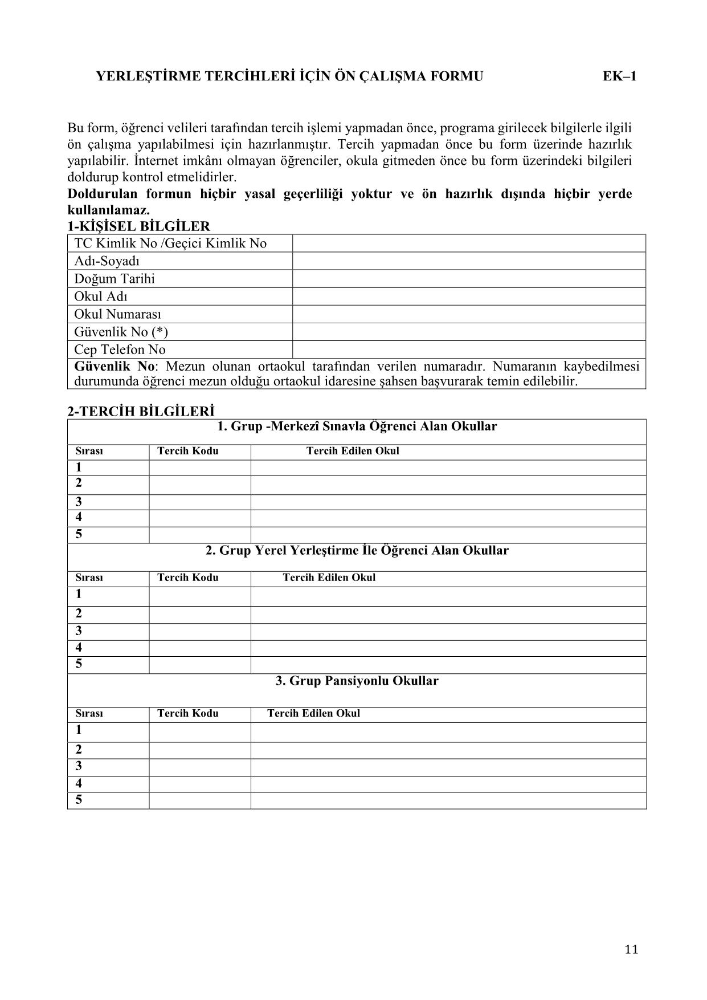 YERLEŞTİRME TERCİHLERİ İÇİN ÖN ÇALIŞMA FORMU EK–1
Bu form, öğrenci velileri tarafından tercih işlemi yapmadan önce, programa girilecek bilgilerle ilgili
ön çalışma yapılabilmesi için hazırlanmıştır. Tercih yapmadan önce bu form üzerinde hazırlık
yapılabilir. İnternet imkânı olmayan öğrenciler, okula gitmeden önce bu form üzerindeki bilgileri
doldurup kontrol etmelidirler.
Doldurulan formun hiçbir yasal geçerliliği yoktur ve ön hazırlık dışında hiçbir yerde
kullanılamaz.
1-KİŞİSEL BİLGİLER
TC Kimlik No /Geçici Kimlik No
Adı-Soyadı
Doğum Tarihi
Okul Adı
Okul Numarası
Güvenlik No (*)
Cep Telefon No
Güvenlik No: Mezun olunan ortaokul tarafından verilen numaradır. Numaranın kaybedilmesi
durumunda öğrenci mezun olduğu ortaokul idaresine şahsen başvurarak temin edilebilir.
2-TERCİH BİLGİLERİ
1. Grup -Merkezî Sınavla Öğrenci Alan Okullar
Sırası Tercih Kodu Tercih Edilen Okul
1
2
3
4
5
2. Grup Yerel Yerleştirme İle Öğrenci Alan Okullar
Sırası Tercih Kodu Tercih Edilen Okul
1
2
3
4
5
3. Grup Pansiyonlu Okullar
Sırası Tercih Kodu Tercih Edilen Okul
1
2
3
4
5
11